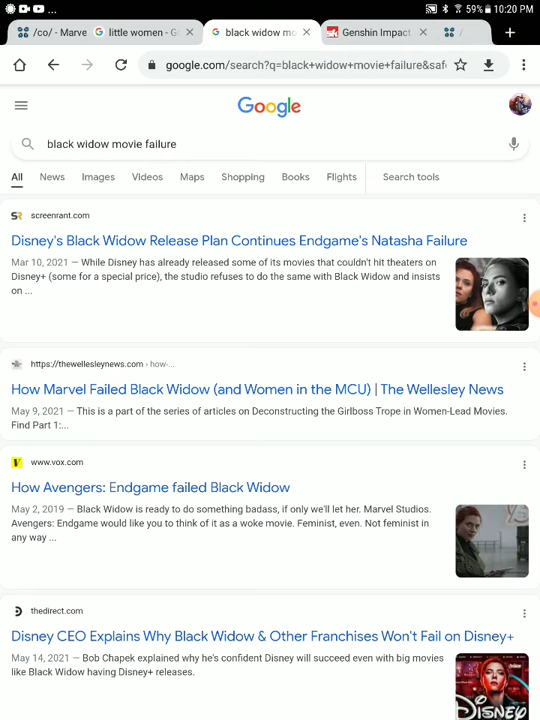 59% 10:20 PM
/co/ - Marve
little women - G
black widow mo
Genshin Impact
/
google.com/search?q=black+widow+movie+failure&safe
Google
black widow movie failure
All News Images Videos Maps Shopping Books Flights Search tools
SR screenrant.com
Disney's Black Widow Release Plan Continues Endgame's Natasha Failure
Mar 10, 2021 — While Disney has already released some of its movies that couldn't hit theaters on
Disney+ (some for a special price), the studio refuses to do the same with Black Widow and insists
on ...
https://thewellesleynews.com › how-...
How Marvel Failed Black Widow (and Women in the MCU) | The Wellesley News
May 9, 2021 — This is a part of the series of articles on Deconstructing the Girlboss Trope in Women-Lead Movies.
Find Part 1:...
www.vox.com
How Avengers: Endgame failed Black Widow
May 2, 2019 — Black Widow is ready to do something badass, if only we'll let her. Marvel Studios.
Avengers: Endgame would like you to think of it as a woke movie. Feminist, even. Not feminist in
any way ...
thedirect.com
Disney CEO Explains Why Black Widow & Other Franchises Won't Fail on Disney+
May 14, 2021 — Bob Chapek explained why he's confident Disney will succeed even with big movies
like Black Widow having Disney+ releases.
DISNEY